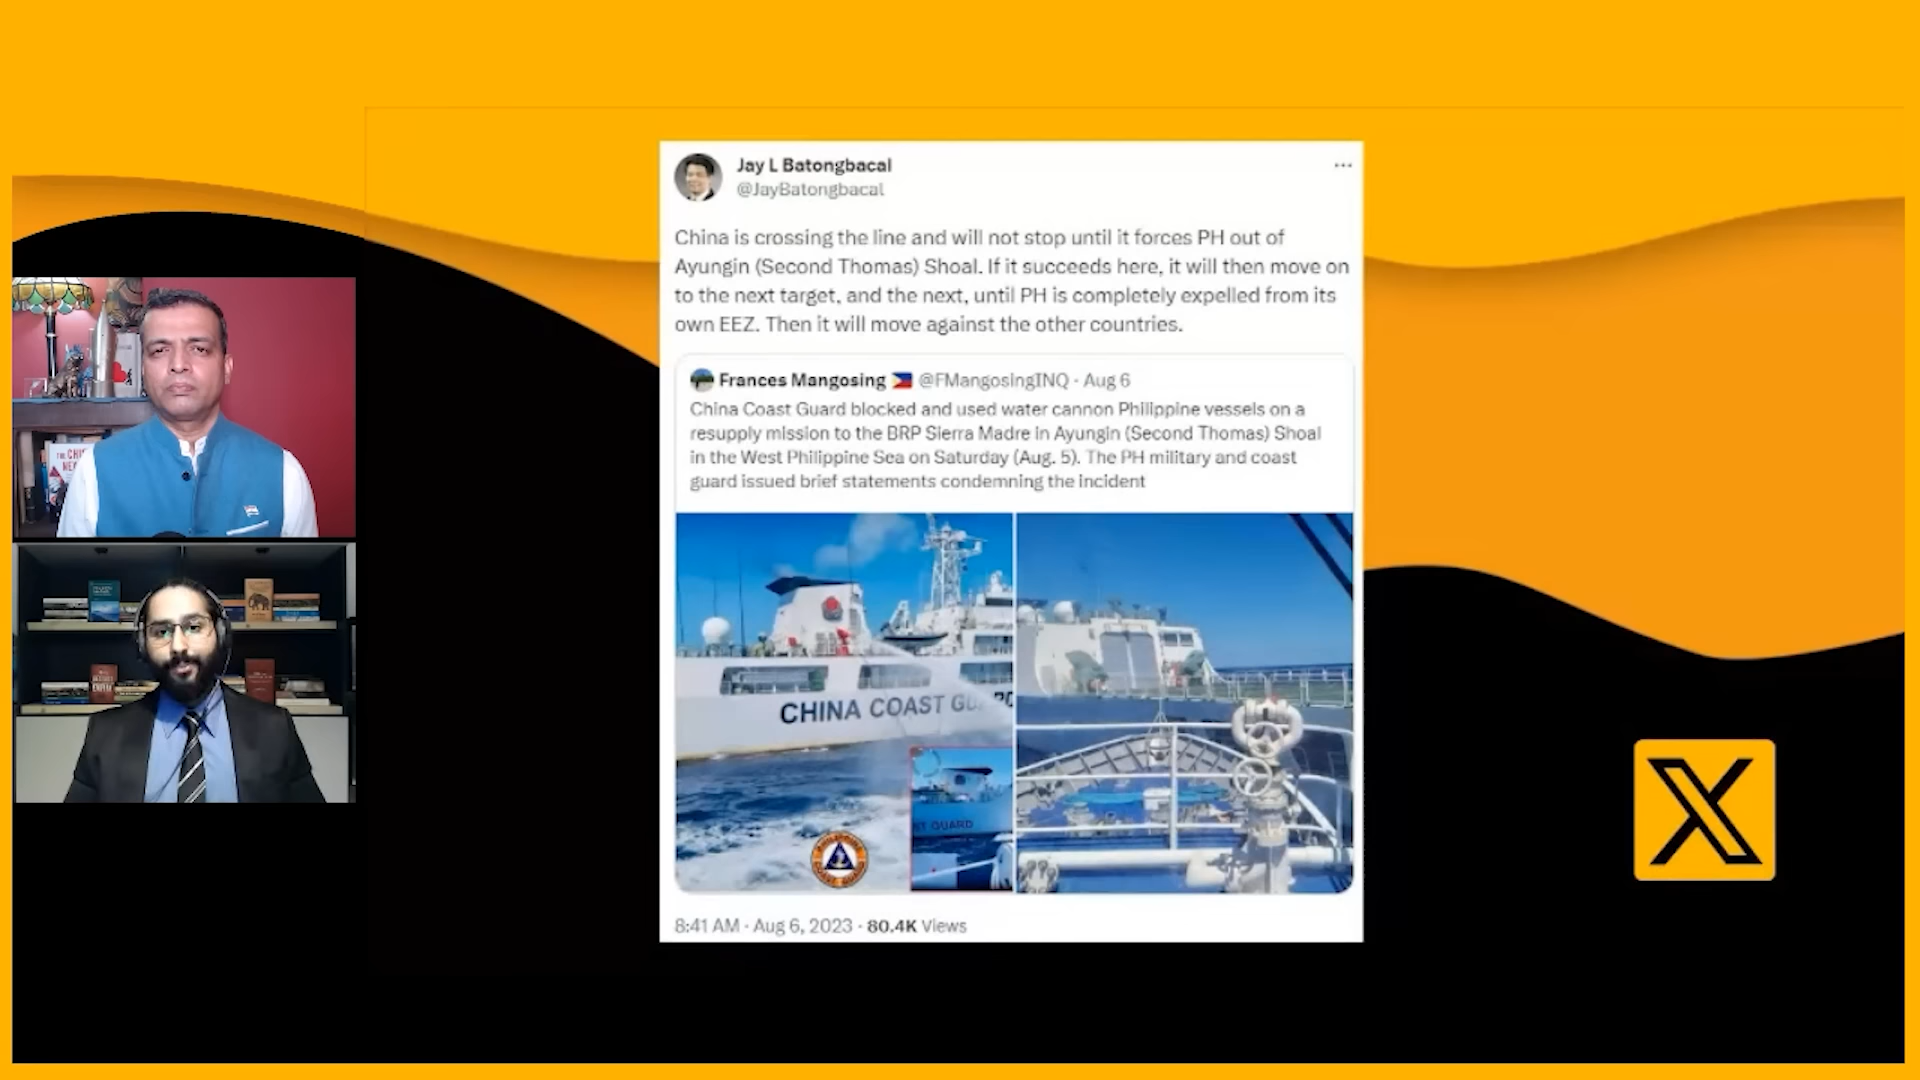 Jay L Batongbacal
@JayBatongbacal
China is crossing the line and will not stop until it forces PH out of
Ayungin (Second Thomas) Shoal. If it succeeds here, it will then move on
to the next target, and the next, until PH is completely expelled from its
own EEZ. Then it will move against the other countries.
Frances Mangosing @FMangosingINQ · Aug 6
China Coast Guard blocked and used water cannon Philippine vessels on a
resupply mission to the BRP Sierra Madre in Ayungin (Second Thomas) Shoal
in the West Philippine Sea on Saturday (Aug. 5). The PH military and coast
guard issued brief statements condemning the incident
CHINA COAST
GUARD
COAST GUARD
8:41 AM · Aug 6, 2023 · 80.4K Views